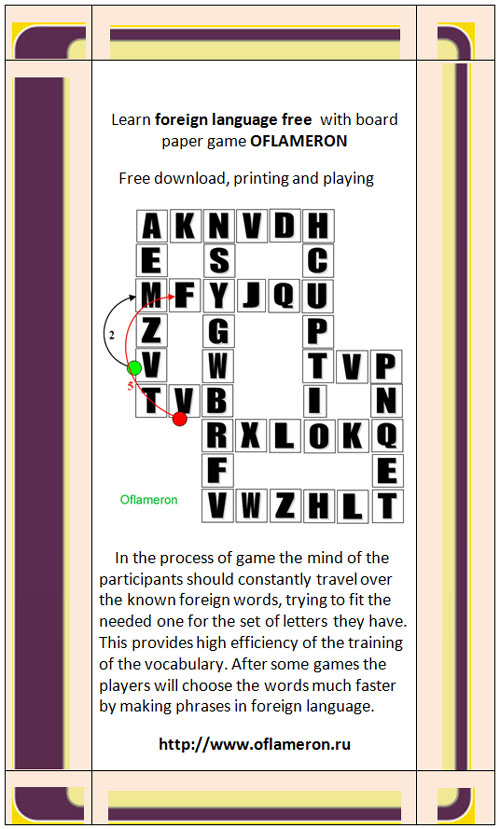 Learn foreign language free with board
paper game OFLAMERON
Free download, printing and playing
A K N V D H
E S C
M F Y J Q U
2 Z G P
V W T V P
5
T V B I N
R X L O K Q
F E
Oflameron
V W Z H L T
In the process of game the mind of the
participants should constantly travel over
the known foreign words, trying to fit the
needed one for the set of letters they have.
This provides high efficiency of the training
of the vocabulary. After some games the
players will choose the words much faster
by making phrases in foreign language.
http://www.oflameron.ru